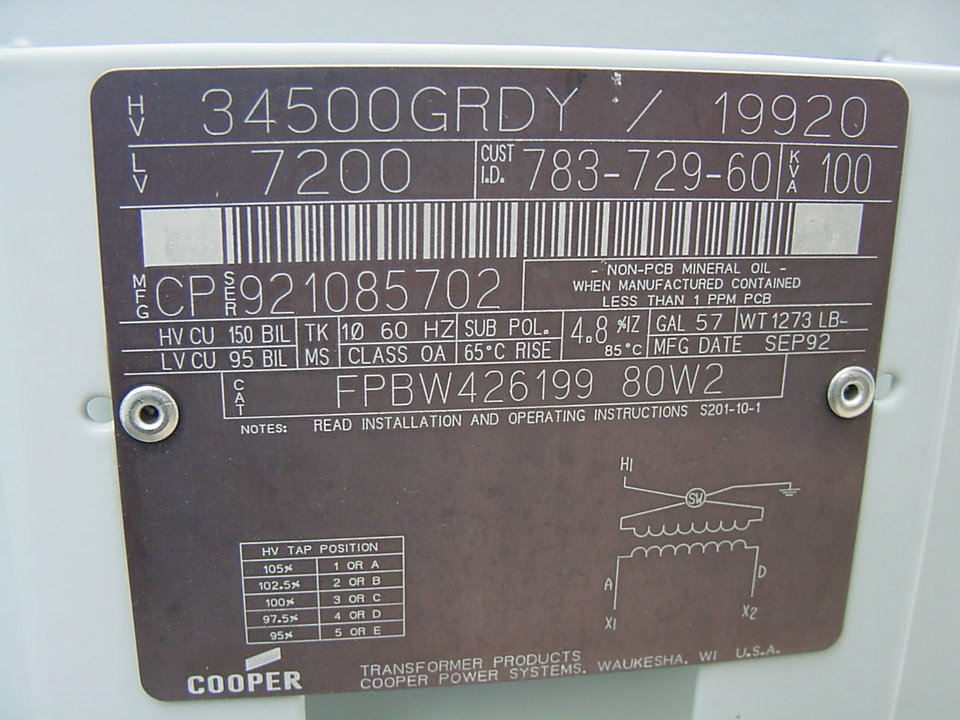 HV 34500GRDY / 19920
LV 7200 CUST I.D. 783-729-60 KVA 100
MFG CP SER 921085702
- NON-PCB MINERAL OIL -
WHEN MANUFACTURED CONTAINED
LESS THAN 1 PPM PCB
HV CU 150 BIL TK 1Ø 60 HZ SUB POL. 4.8 %IZ GAL 57 WT 1273 LB-
LV CU 95 BIL MS CLASS OA 65°C RISE 85°C MFG DATE SEP92
CAT FPBW426199 80W2
NOTES: READ INSTALLATION AND OPERATING INSTRUCTIONS S201-10-1
H1
SW
A D
X1 X2
HV TAP POSITION
105% 1 OR A
102.5% 2 OR B
100% 3 OR C
97.5% 4 OR D
95% 5 OR E
COOPER
TRANSFORMER PRODUCTS
COOPER POWER SYSTEMS, WAUKESHA, WI U.S.A.